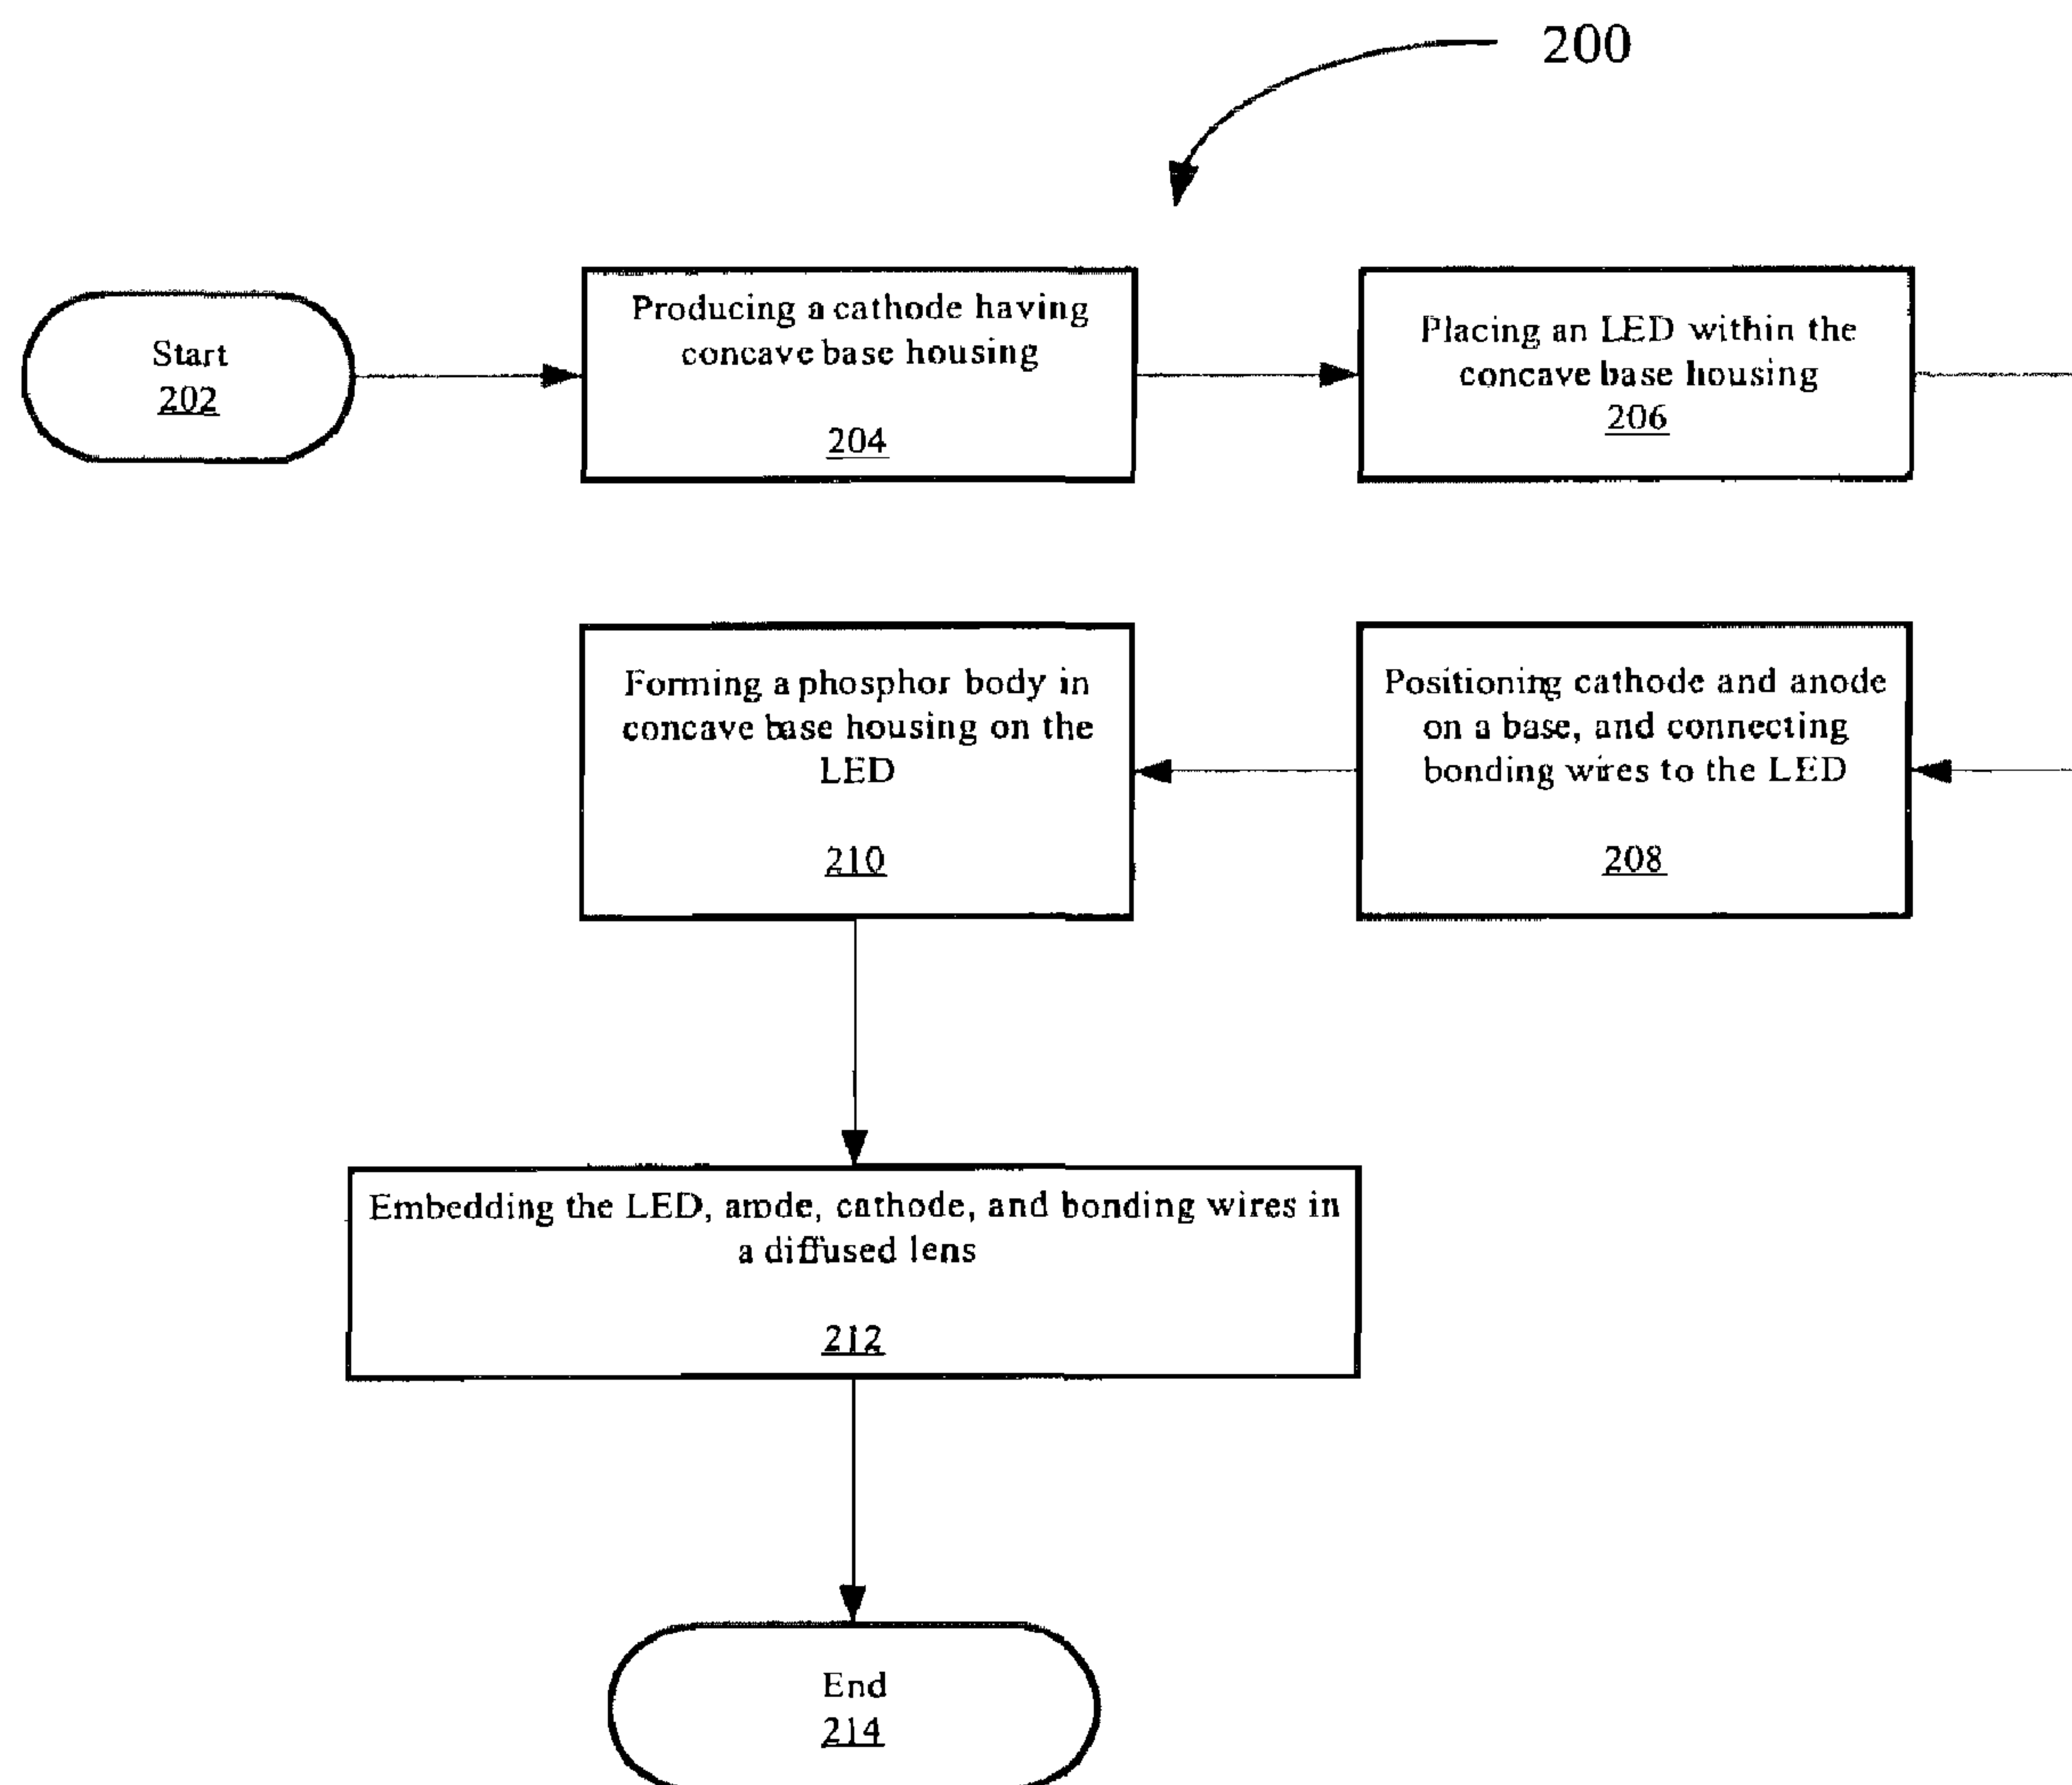 200
Start
202
Producing a cathode having
concave base housing
204
Placing an LED within the
concave base housing
206
Positioning cathode and anode
on a base, and connecting
bonding wires to the LED
208
Forming a phosphor body in
concave base housing on the
LED
210
Embedding the LED, anode, cathode, and bonding wires in
a diffused lens
212
End
214